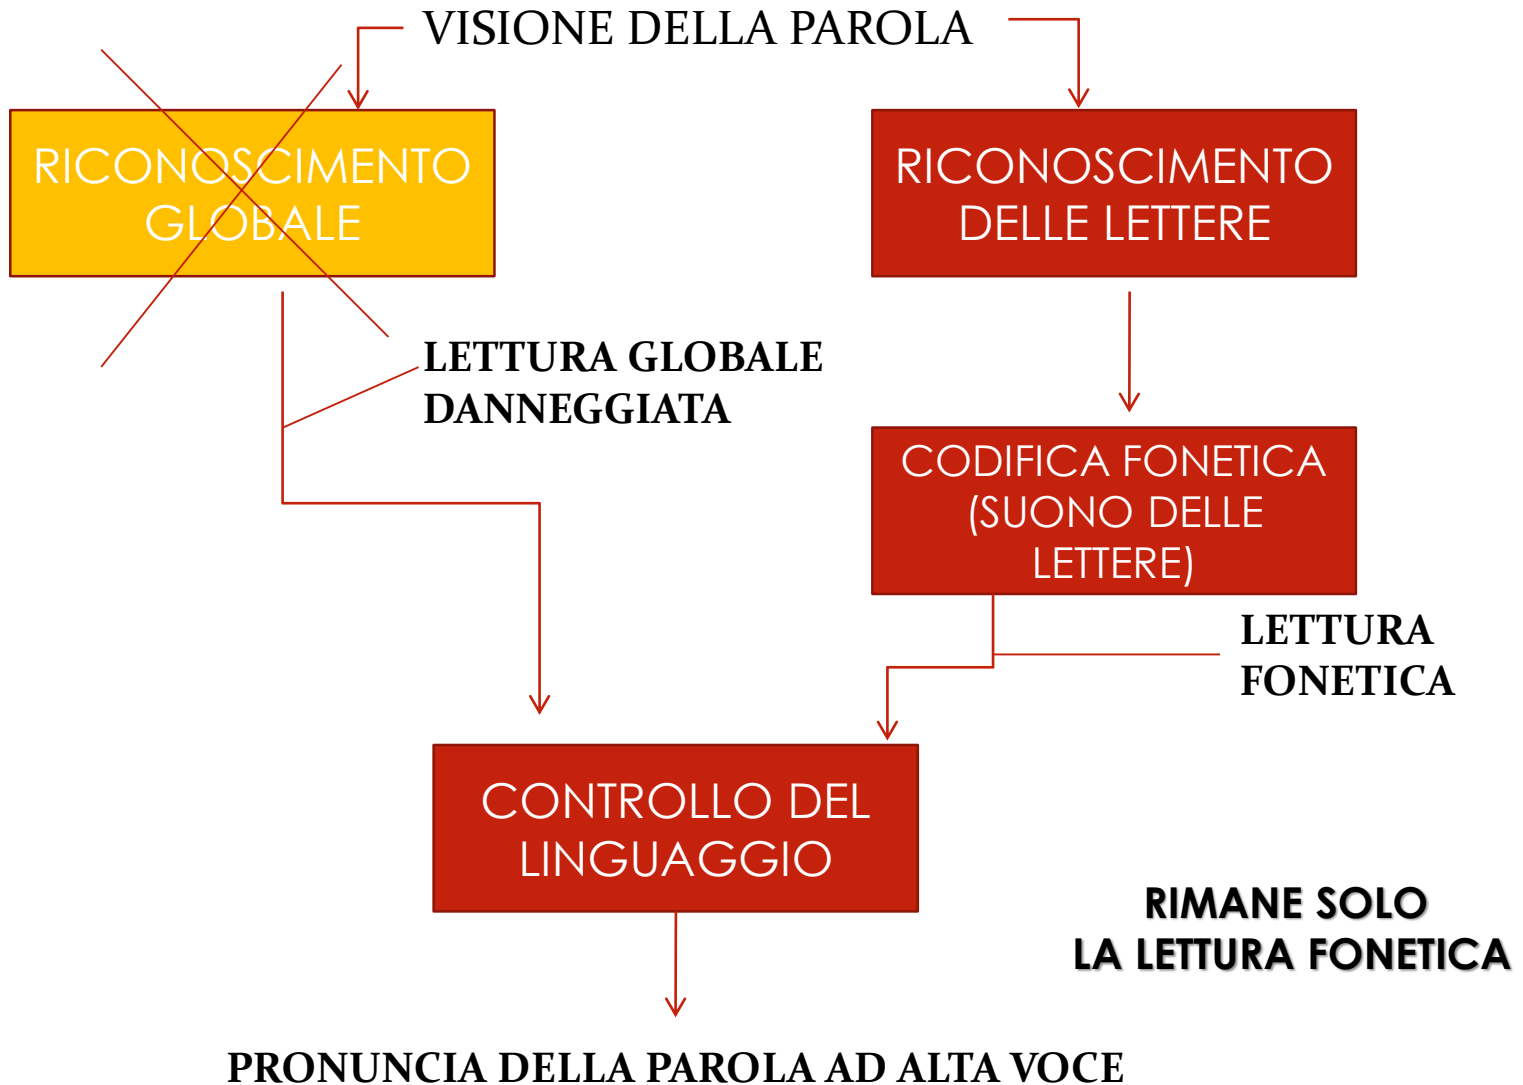 VISIONE DELLA PAROLA
RICONOSCIMENTO
GLOBALE
RICONOSCIMENTO
DELLE LETTERE
LETTURA GLOBALE
DANNEGGIATA
CODIFICA FONETICA
(SUONO DELLE
LETTERE)
LETTURA
FONETICA
CONTROLLO DEL
LINGUAGGIO
RIMANE SOLO
LA LETTURA FONETICA
PRONUNCIA DELLA PAROLA AD ALTA VOCE